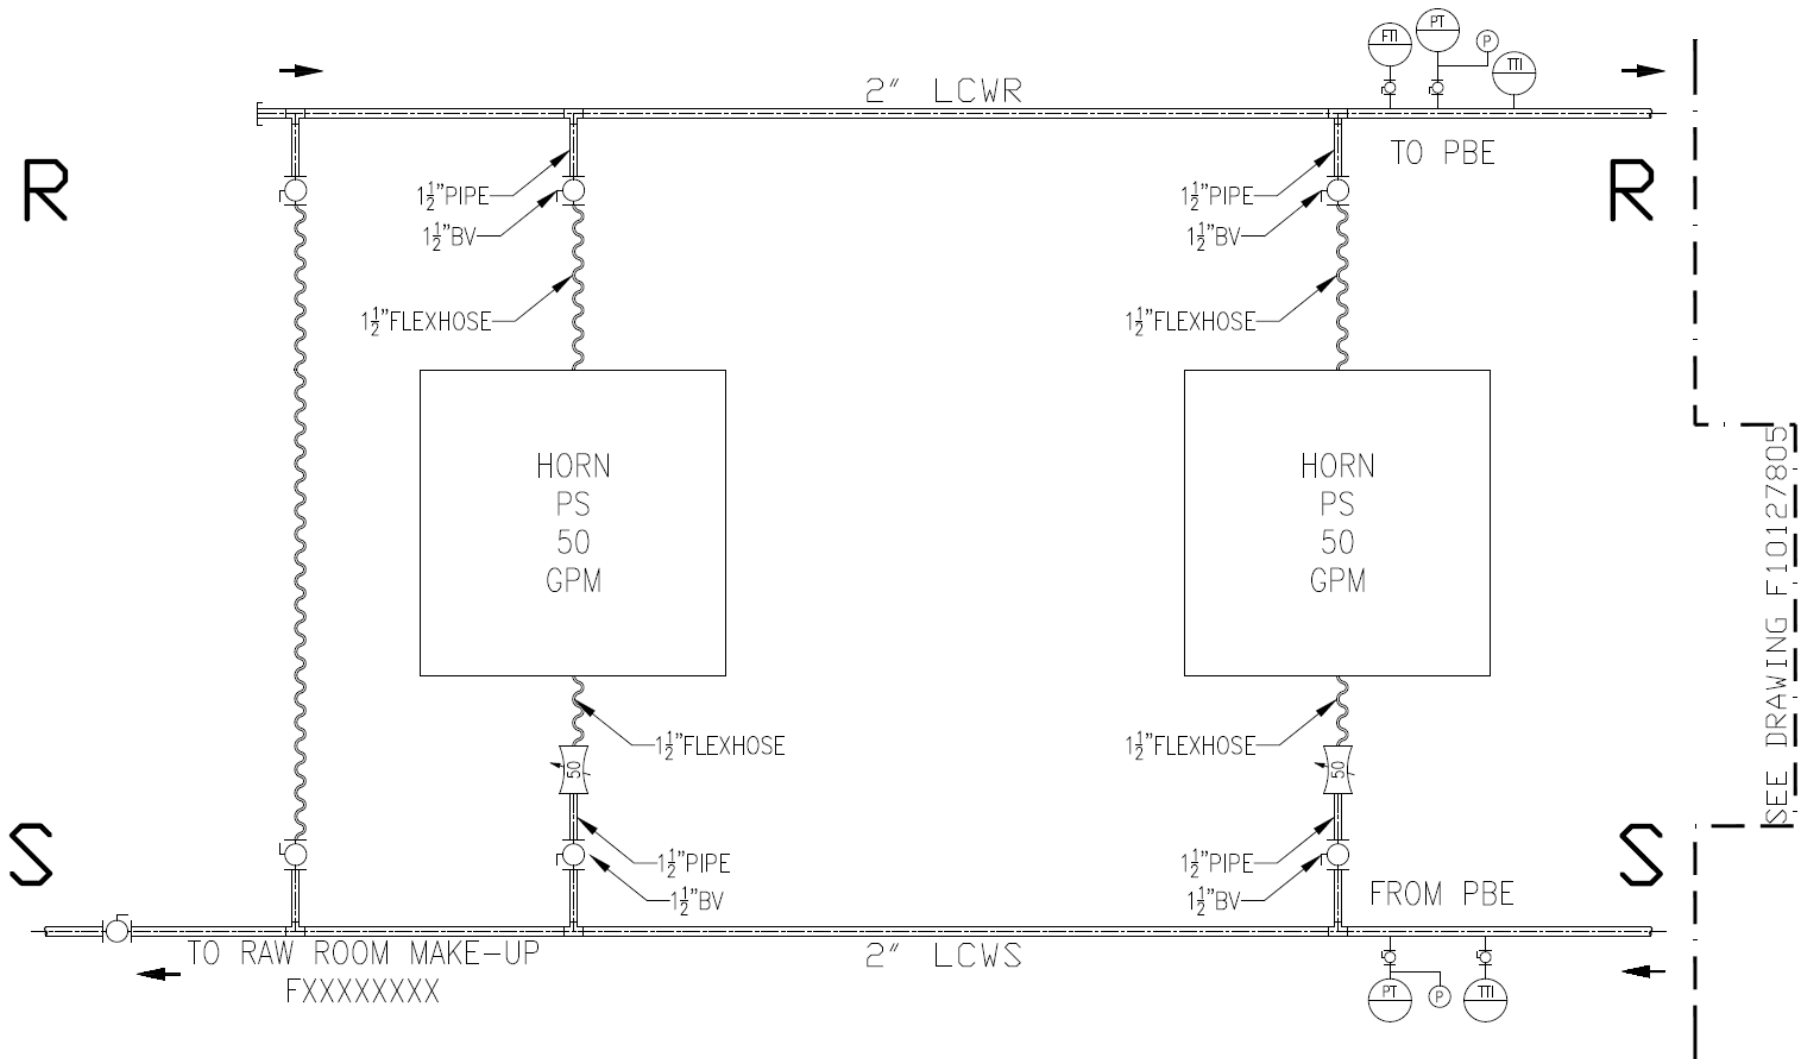 PT
FTI
P
TTI
2" LCWR
TO PBE
R
R
1½"PIPE
1½"PIPE
1½"BV
1½"BV
1½"FLEXHOSE
1½"FLEXHOSE
HORN
PS
50
GPM
HORN
PS
50
GPM
SEE DRAWING F10127805
1½"FLEXHOSE
1½"FLEXHOSE
50
50
S
S
1½"PIPE
1½"PIPE
1½"BV
1½"BV
FROM PBE
TO RAW ROOM MAKE-UP
FXXXXXXXX
2" LCWS
PT
P
TTI